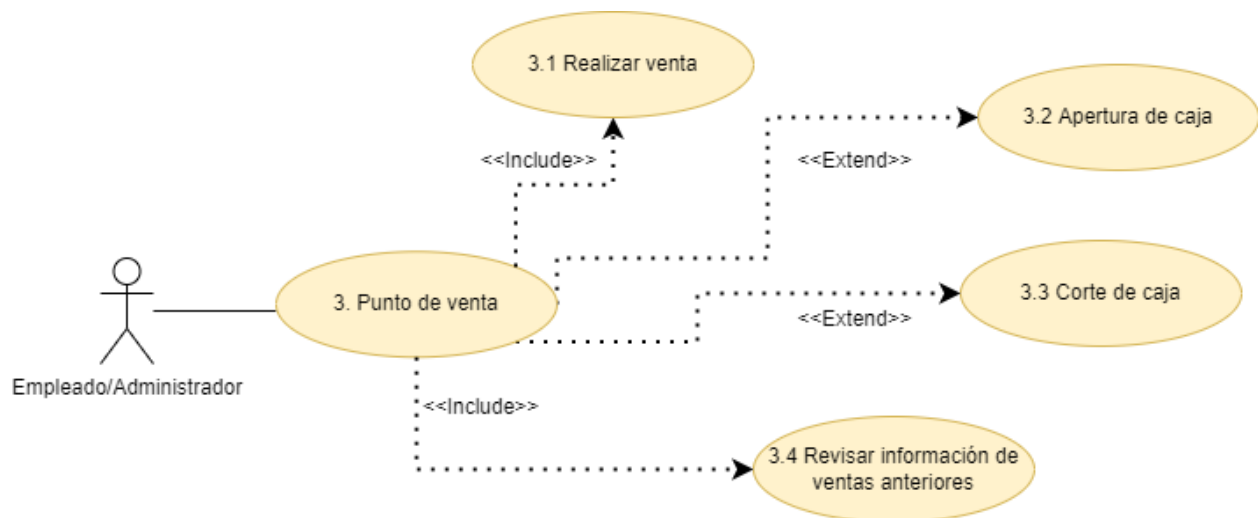 3.1 Realizar venta
<<Include>>
3.2 Apertura de caja
<<Extend>>
3. Punto de venta
3.3 Corte de caja
<<Extend>>
Empleado/Administrador
<<Include>>
3.4 Revisar información de
ventas anteriores